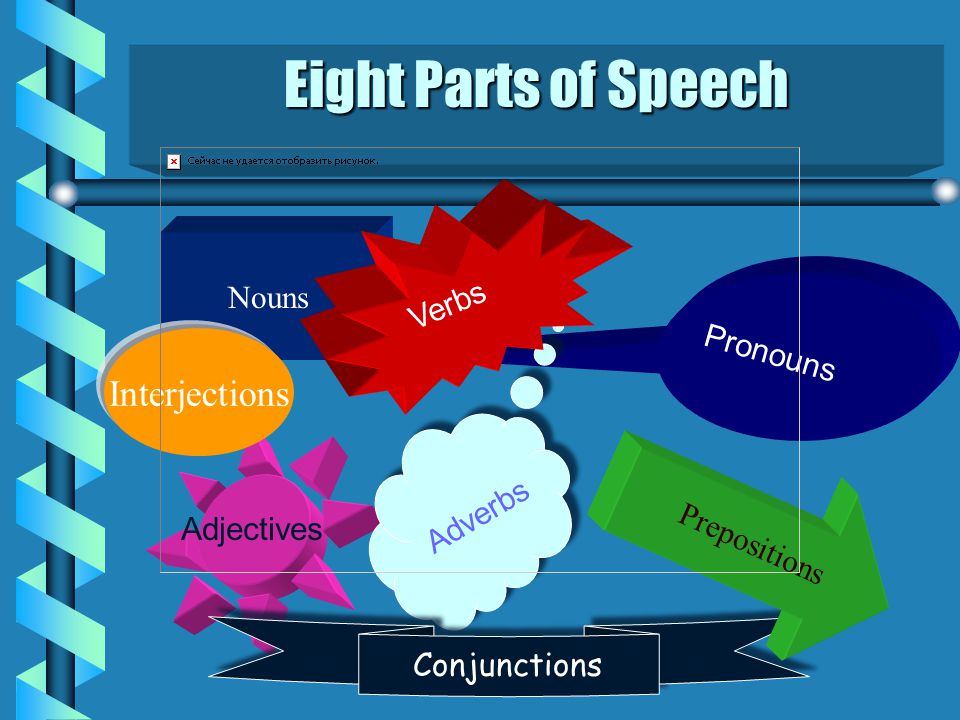 Eight Parts of Speech
Сейчас не удается отобразить рисунок.
Nouns
Verbs
Pronouns
Interjections
Adjectives
Adverbs
Prepositions
Conjunctions